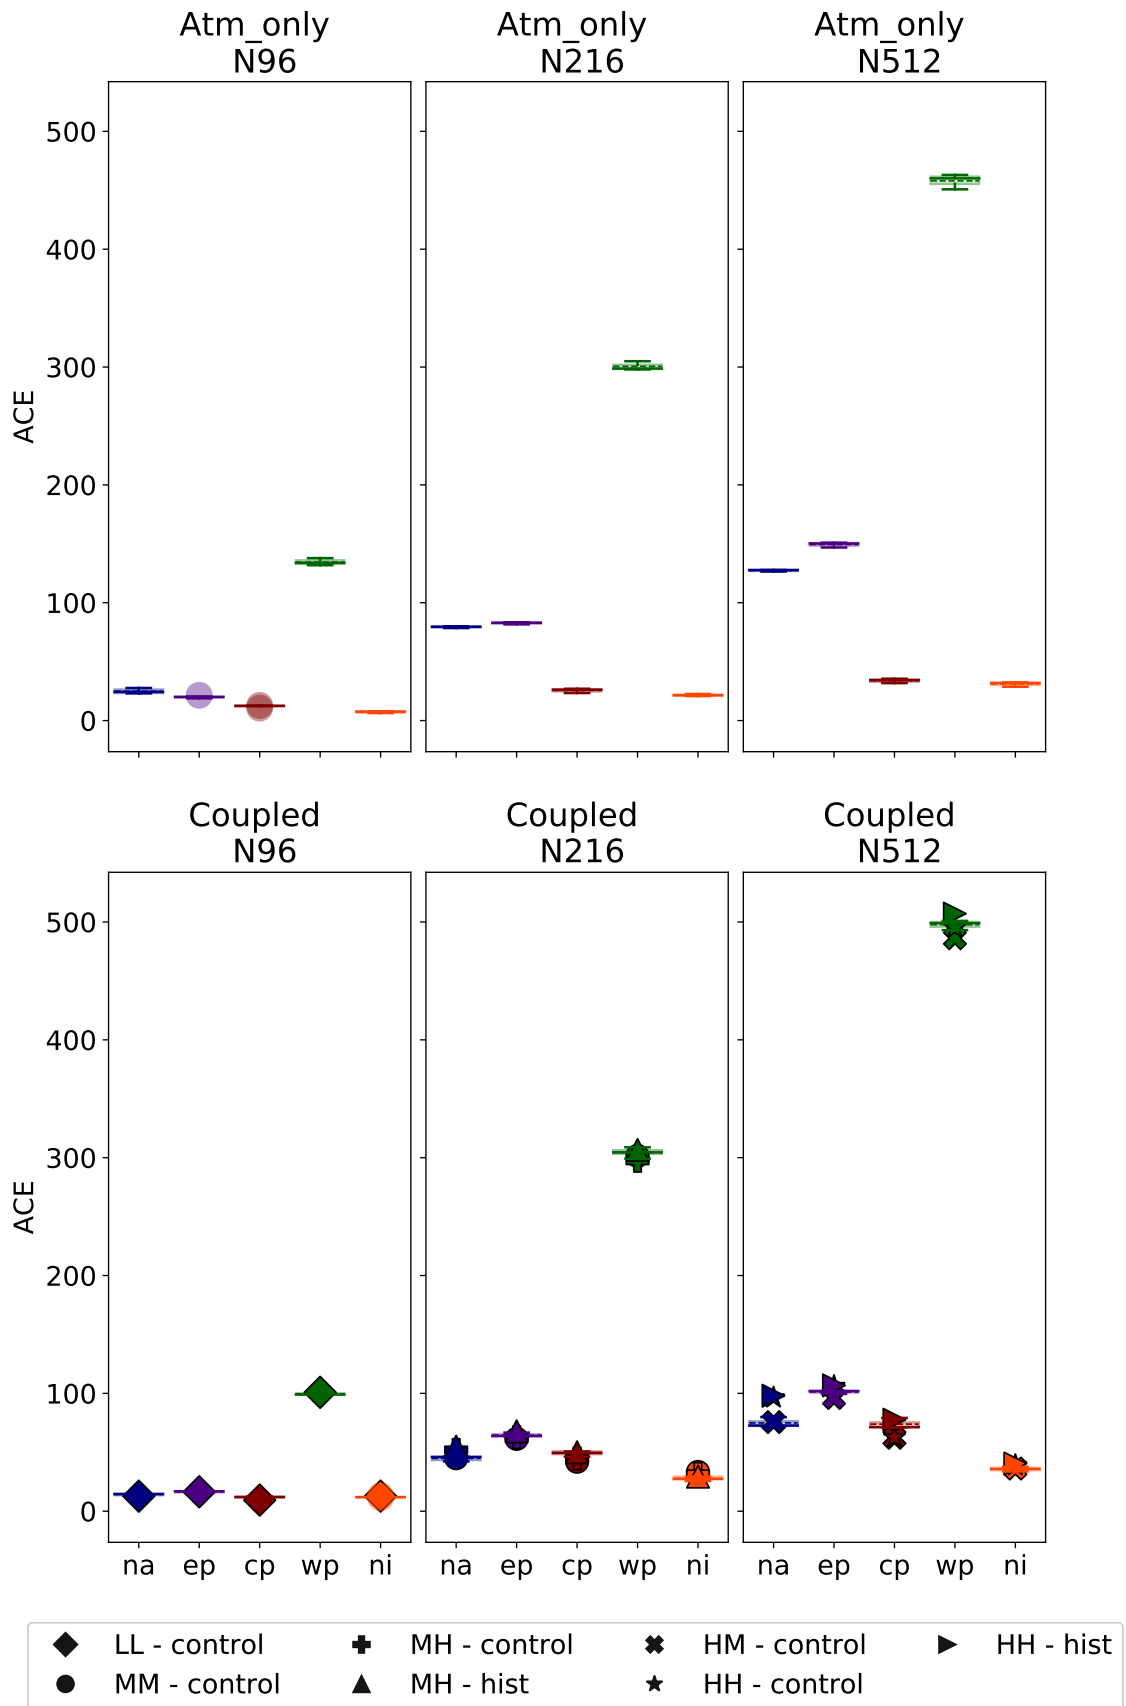 Atm_only
N96
Atm_only
N216
Atm_only
N512
ACE
500
400
300
200
100
0
Coupled
N96
Coupled
N216
Coupled
N512
ACE
500
400
300
200
100
0
na ep cp wp ni
na ep cp wp ni
na ep cp wp ni
LL - control
MM - control
MH - control
MH - hist
HM - control
HH - control
HH - hist